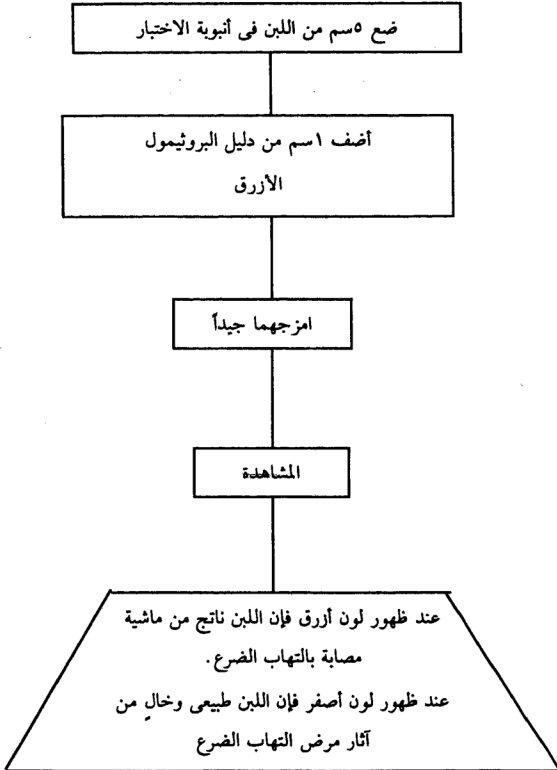 ضع ٥سم من اللبن فى أنبوبة الاختبار
أضف ١سم من دليل البروثيمول
الأزرق
امزجهما جيداً
المشاهدة
عند ظهور لون أزرق فإن اللبن ناتج من ماشية
مصابة بالتهاب الضرع.
عند ظهور لون أصفر فإن اللبن طبيعى وخالٍ من
آثار مرض التهاب الضرع